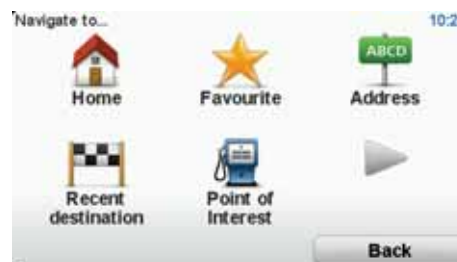 Navigate to...
10:2
ABCD
Home
Favourite
Address
Recent
destination
Point of
Interest
Back